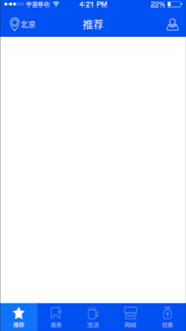 中国移动 4:21 PM 22%
北京 推荐
推荐 服务 生活 商城 优惠